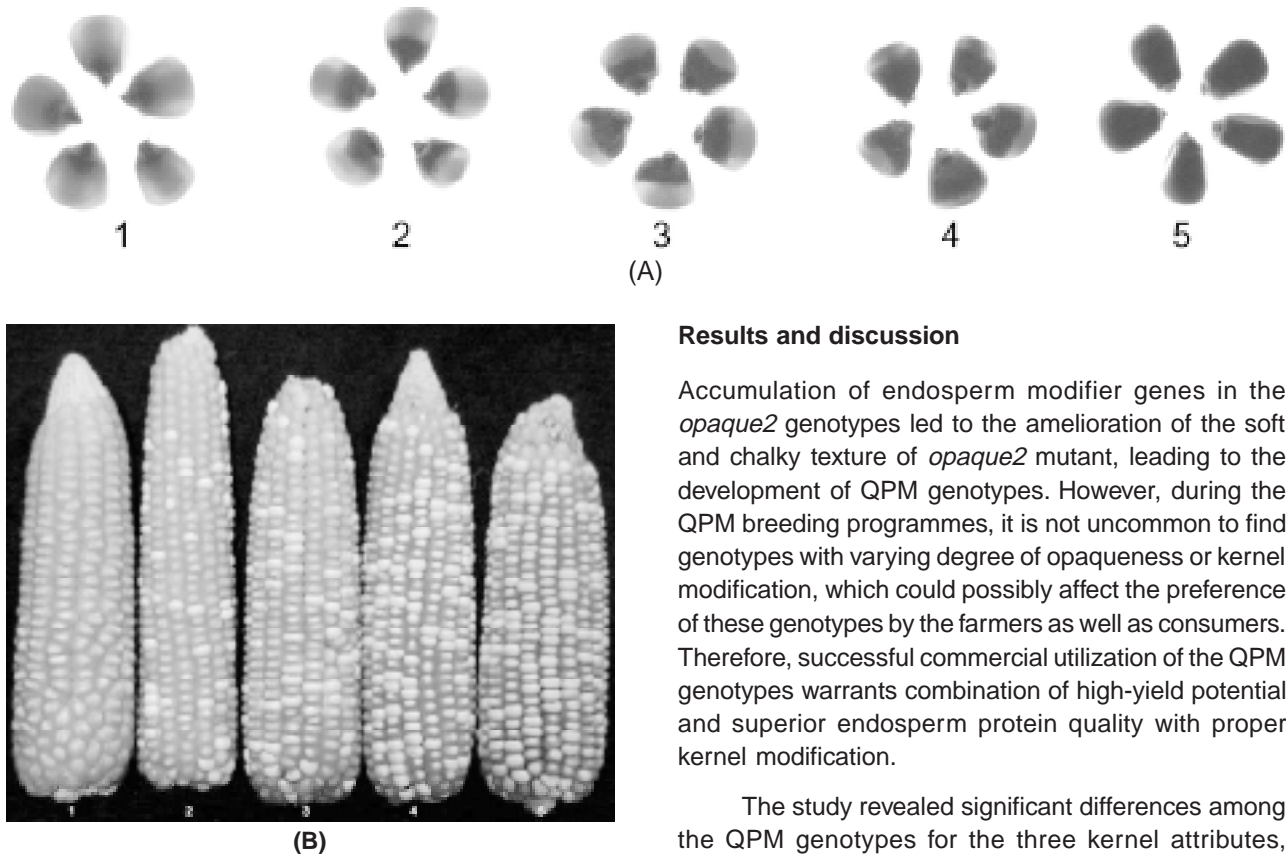 1 2 3 4 5
(A)
1 2 3 4 5
(B)
Results and discussion
Accumulation of endosperm modifier genes in the
opaque2 genotypes led to the amelioration of the soft
and chalky texture of opaque2 mutant, leading to the
development of QPM genotypes. However, during the
QPM breeding programmes, it is not uncommon to find
genotypes with varying degree of opaqueness or kernel
modification, which could possibly affect the preference
of these genotypes by the farmers as well as consumers.
Therefore, successful commercial utilization of the QPM
genotypes warrants combination of high-yield potential
and superior endosperm protein quality with proper
kernel modification.
The study revealed significant differences among
the QPM genotypes for the three kernel attributes,